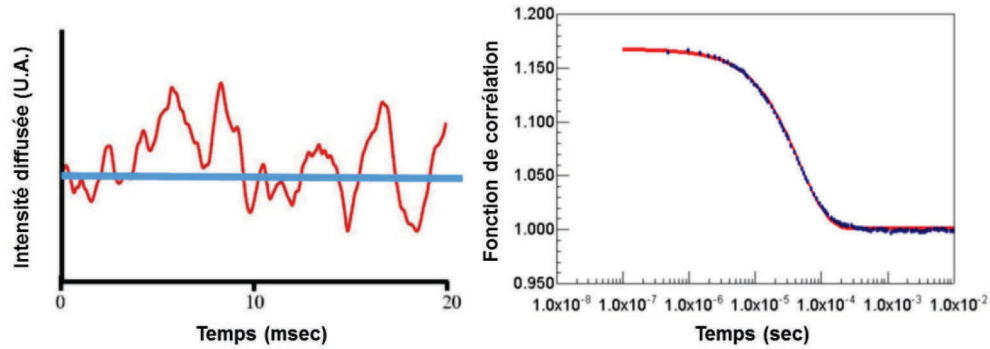 Intensité diffusée (U.A.)
0
10
20
Temps (msec)
Fonction de corrélation
1.200
1.150
1.100
1.050
1.000
0.950
1.0x10⁻⁸ 1.0x10⁻⁷ 1.0x10⁻⁶ 1.0x10⁻⁵ 1.0x10⁻⁴ 1.0x10⁻³ 1.0x10⁻²
Temps (sec)